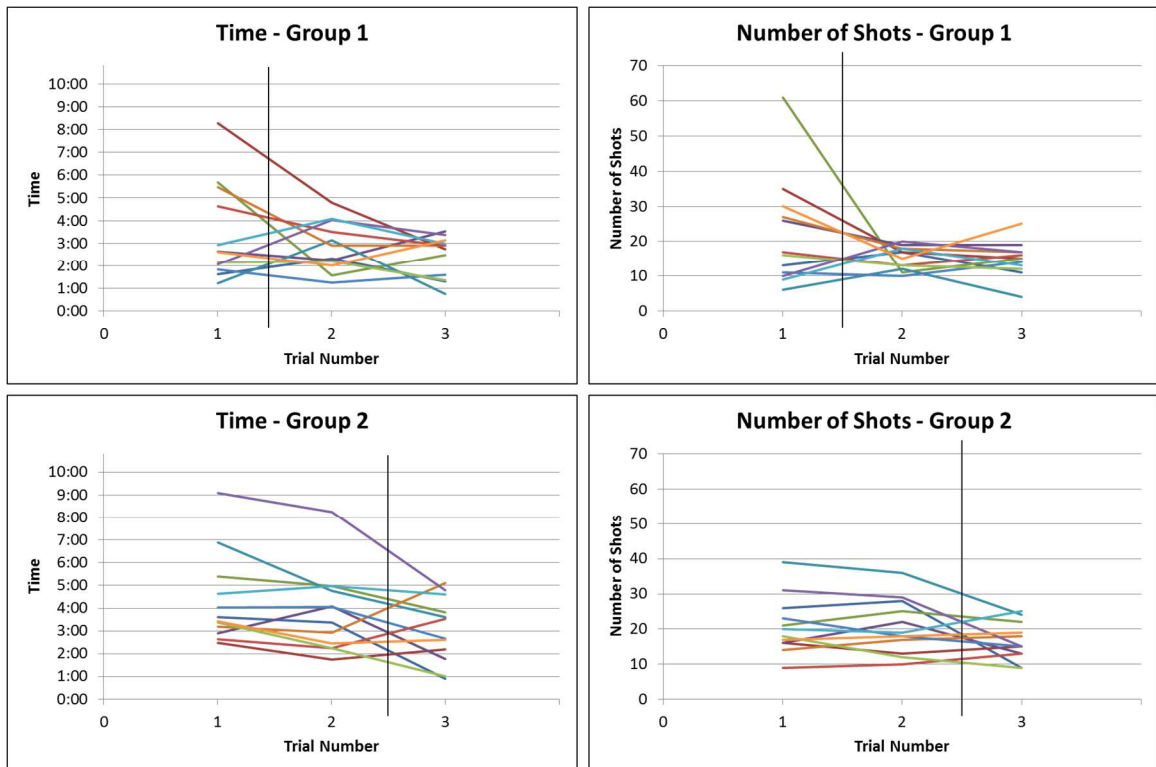 Time - Group 1
10:00
9:00
8:00
7:00
6:00
5:00
4:00
3:00
2:00
1:00
0:00
Time
0 1 2 3
Trial Number
Number of Shots - Group 1
70
60
50
40
30
20
10
0
Number of Shots
0 1 2 3
Trial Number
Time - Group 2
10:00
9:00
8:00
7:00
6:00
5:00
4:00
3:00
2:00
1:00
0:00
Time
0 1 2 3
Trial Number
Number of Shots - Group 2
70
60
50
40
30
20
10
0
Number of Shots
0 1 2 3
Trial Number